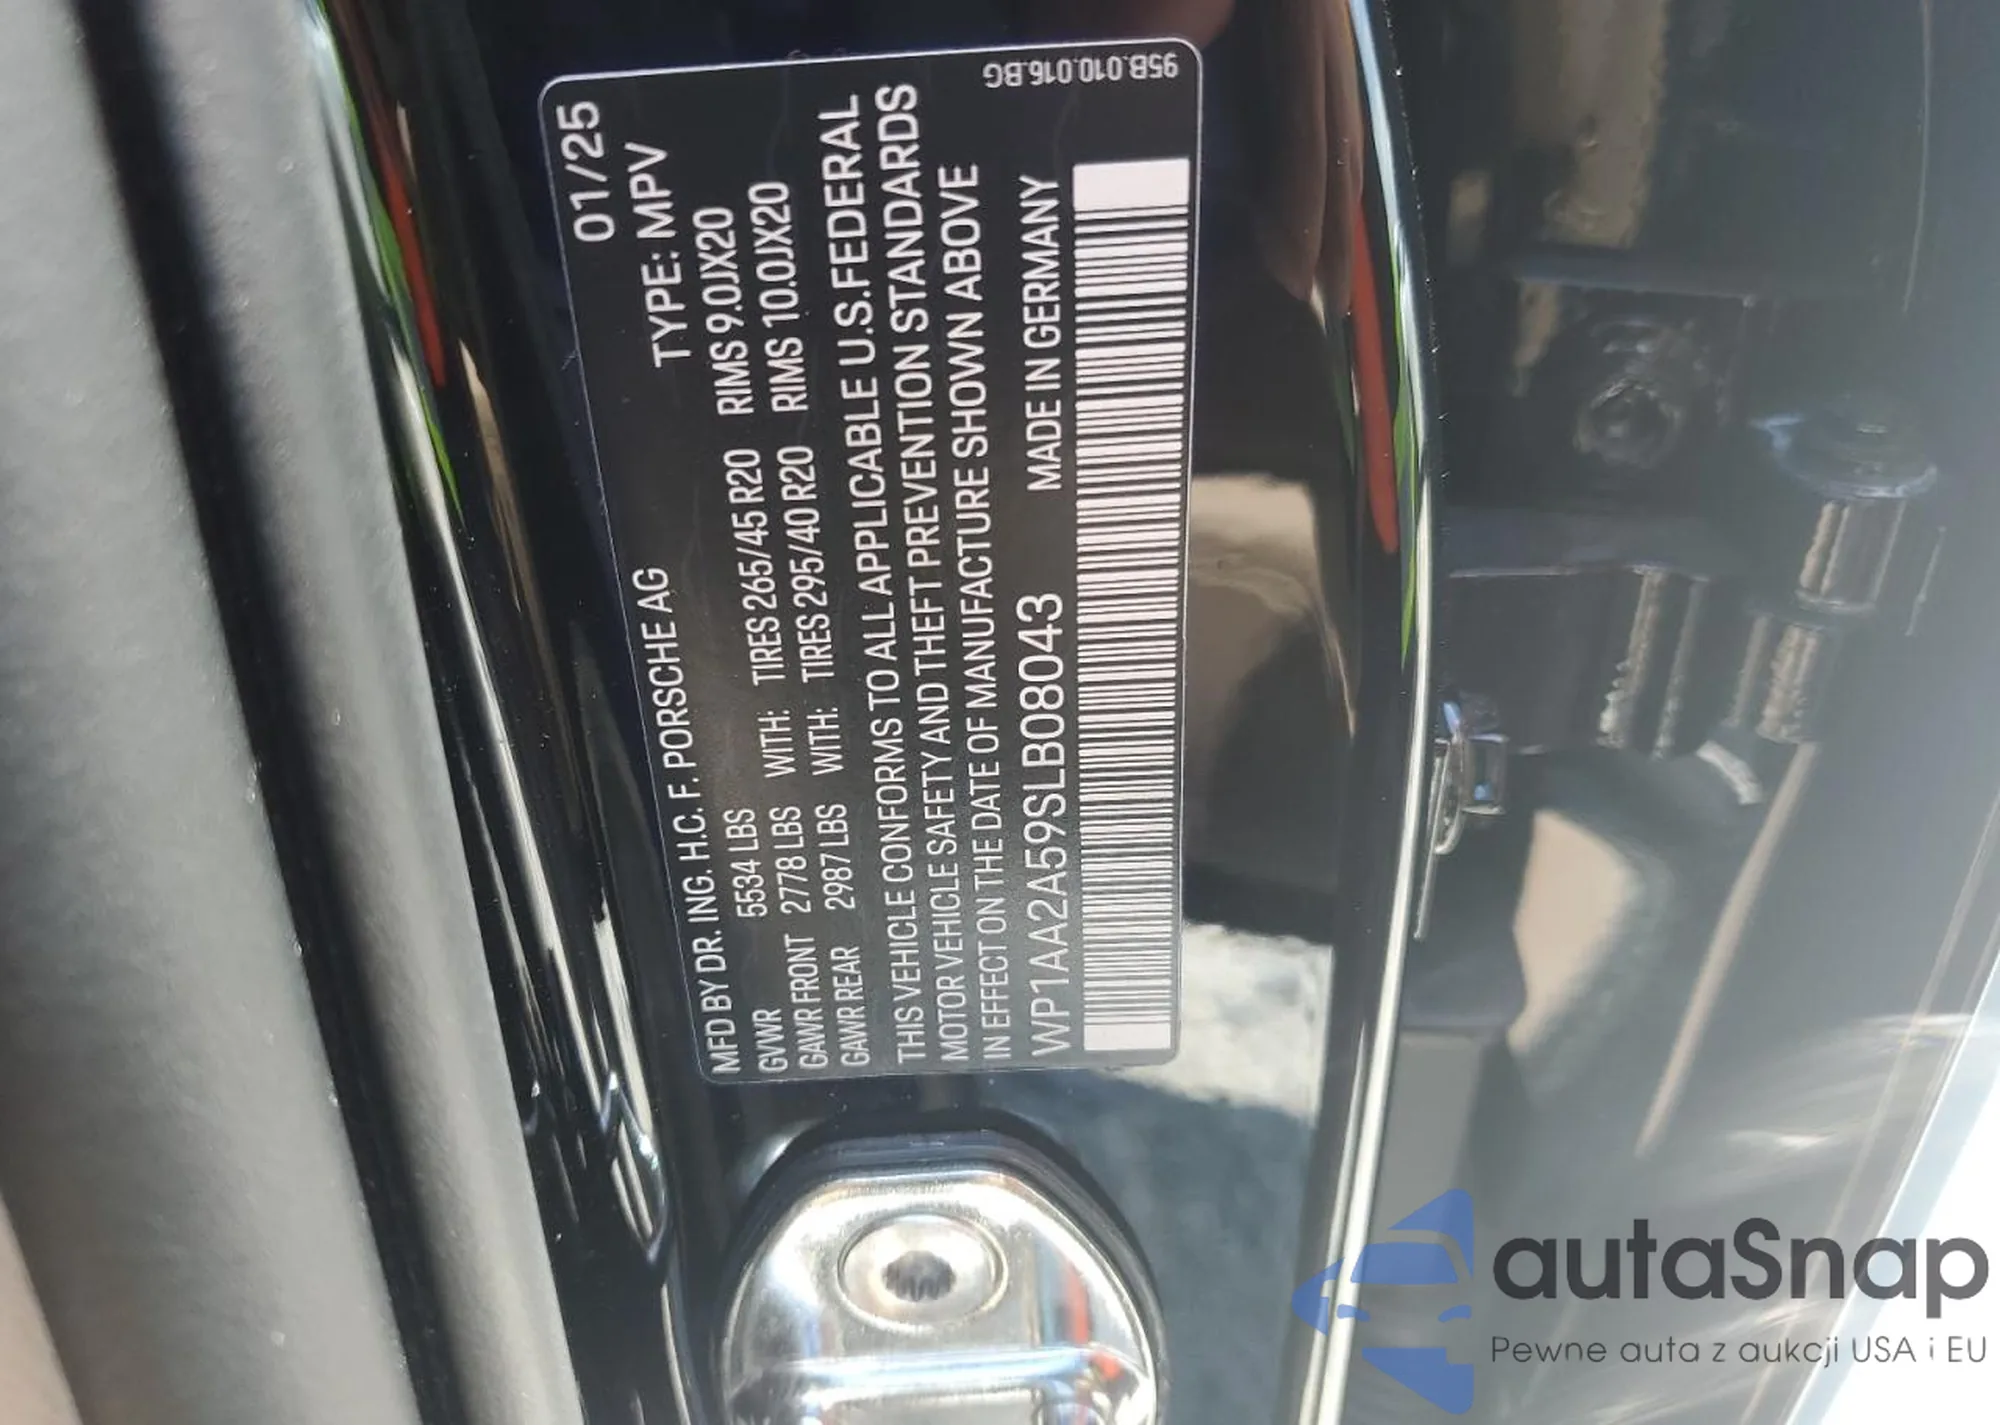 95B.010.016.BG
01/25
MFD BY DR. ING. H.C. F. PORSCHE AG TYPE: MPV
GVWR 5534 LBS WITH: TIRES 265/45 R20 RIMS 9.0JX20
GAWR FRONT 2778 LBS WITH: TIRES 295/40 R20 RIMS 10.0JX20
GAWR REAR 2987 LBS
THIS VEHICLE CONFORMS TO ALL APPLICABLE U.S. FEDERAL
MOTOR VEHICLE SAFETY AND THEFT PREVENTION STANDARDS
IN EFFECT ON THE DATE OF MANUFACTURE SHOWN ABOVE
WP1AA2A59SLB08043 MADE IN GERMANY
autaSnap
Pewne auta z aukcji USA i EU